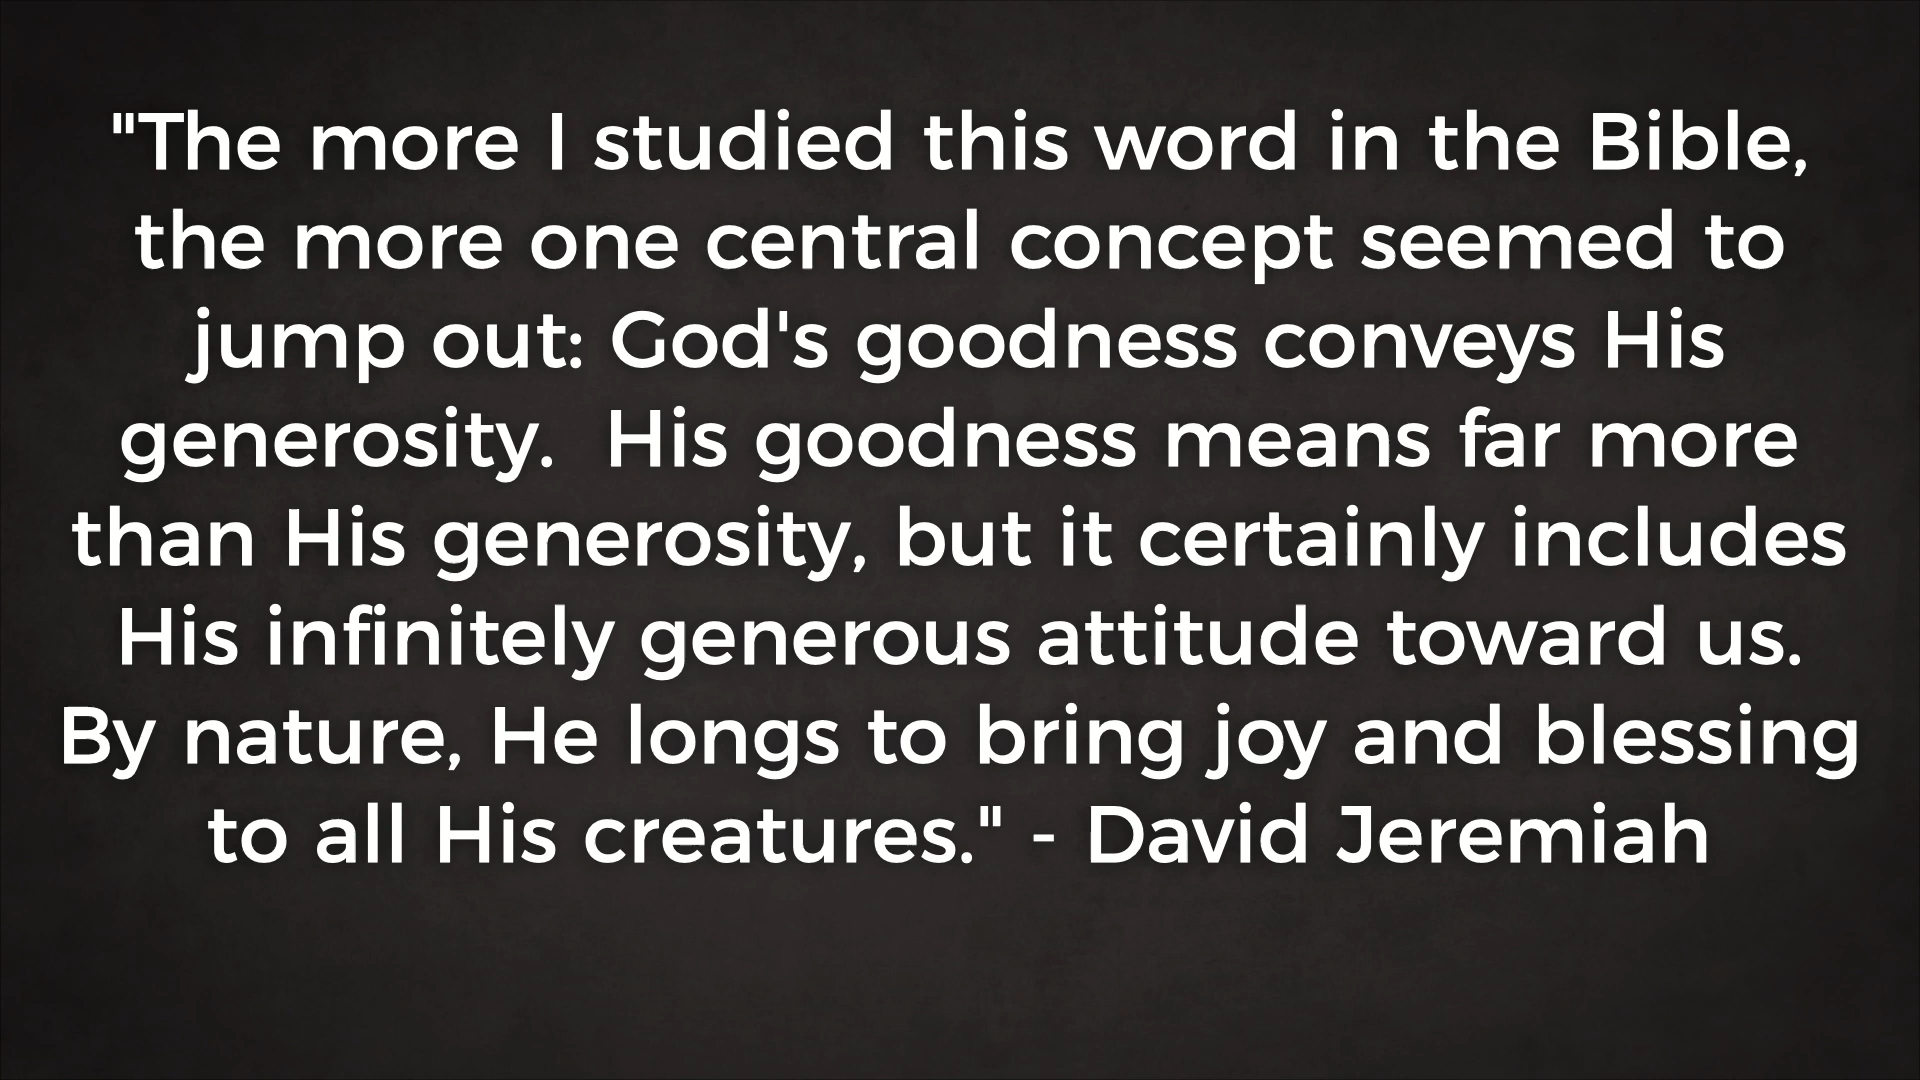 "The more I studied this word in the Bible,
the more one central concept seemed to
jump out: God's goodness conveys His
generosity.  His goodness means far more
than His generosity, but it certainly includes
His infinitely generous attitude toward us.
By nature, He longs to bring joy and blessing
to all His creatures." - David Jeremiah